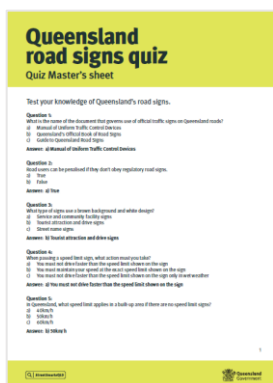 Queensland
road signs quiz
Quiz Master's sheet
Test your knowledge of Queensland's road signs.
Question 1:
What is the name of the document that governs use of official traffic signs on Queensland roads?
a) Manual of Uniform Traffic Control Devices
b) Queensland's Official Book of Road Signs
c) Guide to Queensland Road Signs
Answer: a) Manual of Uniform Traffic Control Devices
Question 2:
Road users can be penalised if they don't obey regulatory road signs.
a) True
b) False
Answer: a) True
Question 3:
What type of signs use a brown background and white design?
a) Service and community facility signs
b) Tourist attraction and drive signs
c) Street name signs
Answer: b) Tourist attraction and drive signs
Question 4:
When passing a speed limit sign, what action must you take?
a) You must not drive faster than the speed limit shown on the sign
b) You must maintain your speed at the exact speed limit shown on the sign
c) You must not drive faster than the speed limit shown on the sign only in wet weather
Answer: a) You must not drive faster than the speed limit shown on the sign
Question 5:
In Queensland, what speed limit applies in a built-up area if there are no speed limit signs?
a) 40km/h
b) 50km/h
c) 60km/h
Answer: b) 50km/h
Queensland
Government